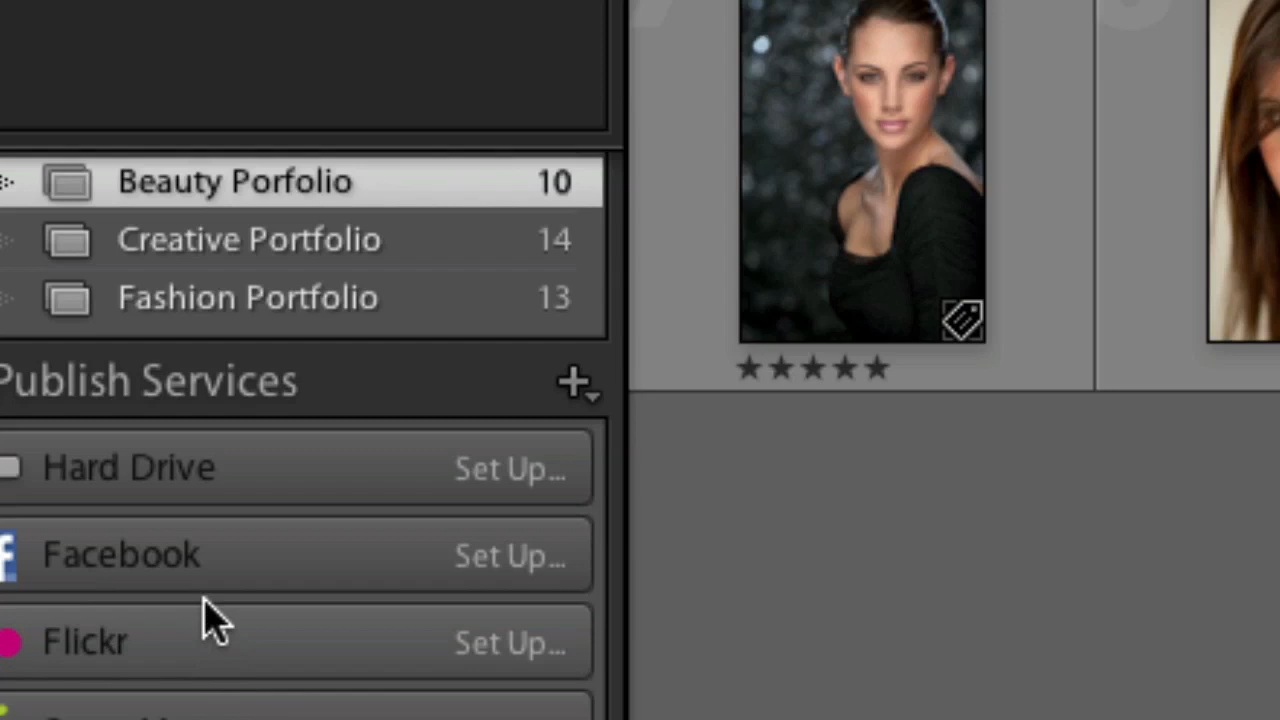 Beauty Porfolio 10
Creative Portfolio 14
Fashion Portfolio 13
Publish Services
Hard Drive Set Up...
Facebook Set Up...
Flickr Set Up...